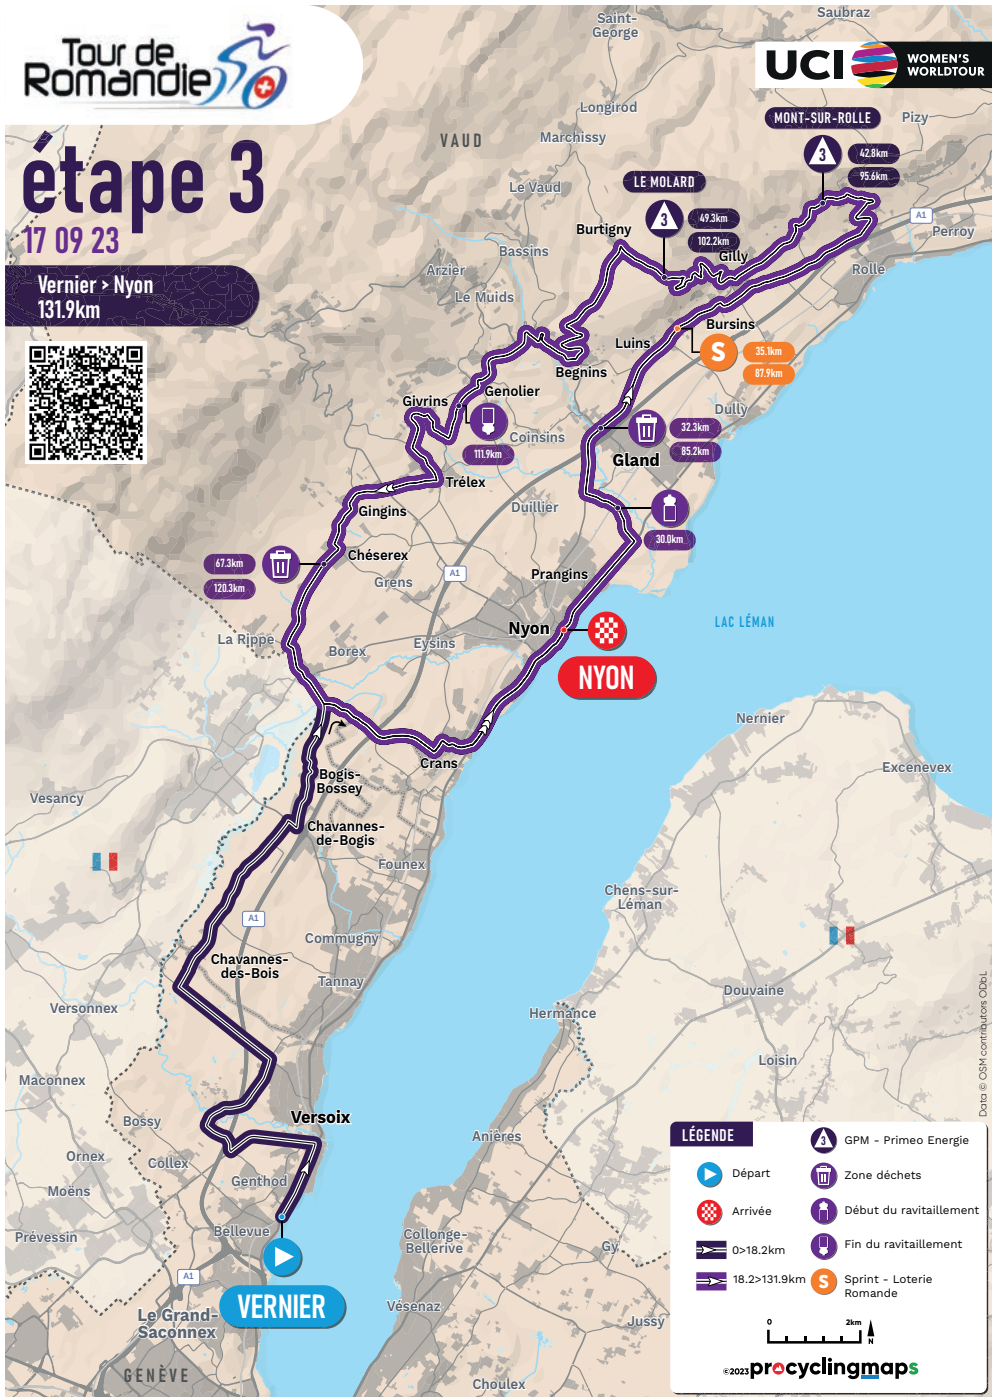 Tour de
Romandie
UCI
WOMEN'S
WORLDTOUR
étape 3
17 09 23
Vernier > Nyon
131.9km
Saint-
George
Saubraz
Longirod
Marchissy
VAUD
MONT-SUR-ROLLE
3
42.8km
95.6km
Pizy
A1
Perroy
Rolle
Le Vaud
LE MOLARD
3
49.3km
102.2km
Burtigny
Gilly
Bassins
Arzier
Le Muids
Luins
Bursins
S
35.1km
87.9km
Begnins
Genolier
Givrins
111.9km
Coinsins
Dully
32.3km
85.2km
Gland
Trélex
Gingins
Duillier
30.0km
Chéserex
67.3km
120.3km
Grens
A1
Prangins
Nyon
NYON
LAC LÉMAN
La Rippe
Borex
Eysins
Crans
Nernier
Excenevex
Bogis-
Bossey
Vesancy
Chavannes-
de-Bogis
Founex
Chens-sur-
Léman
A1
Commugny
Chavannes-
des-Bois
Tannay
Versonnex
Douvaine
Hermance
Loisin
Maconnex
Bossy
Versoix
Anières
Ornex
Collex
Moëns
Genthod
Prévessin
Bellevue
Collonge-
Bellerive
Gy
A1
VERNIER
Vésenaz
Le Grand-
Saconnex
Jussy
GENÈVE
Choulex
LÉGENDE
Départ
Arrivée
0>18.2km
18.2>131.9km
3
GPM - Primeo Energie
Zone déchets
Début du ravitaillement
Fin du ravitaillement
S
Sprint - Loterie
Romande
0
2km
N
©2023 procyclingmaps
Data © OSM contributors ODbL